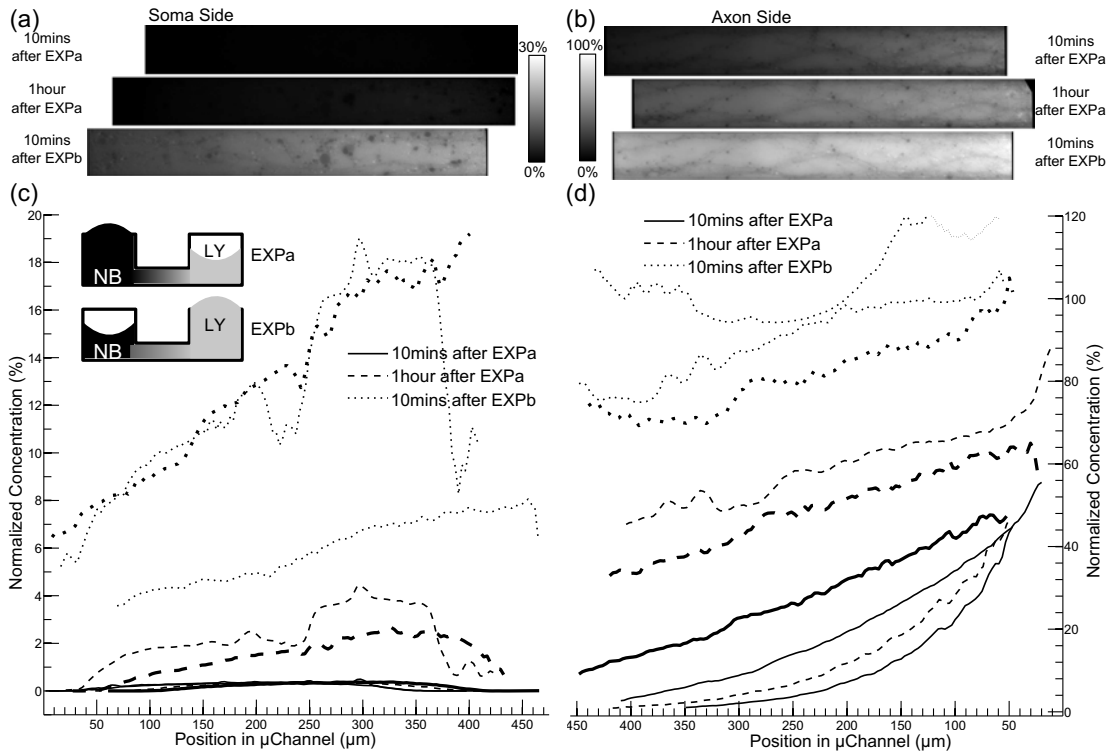 (a)
Soma Side
10mins
after EXPa
1hour
after EXPa
10mins
after EXPb
30%
0%
(b)
Axon Side
100%
0%
10mins
after EXPa
1hour
after EXPa
10mins
after EXPb
(c)
Normalized Concentration (%)
20
18
16
14
12
10
8
6
4
2
0
NB
LY
EXPa
NB
LY
EXPb
10mins after EXPa
1hour after EXPa
10mins after EXPb
50 100 150 200 250 300 350 400 450
Position in µChannel (µm)
(d)
10mins after EXPa
1hour after EXPa
10mins after EXPb
120
100
80
60
40
20
0
Normalized Concentration (%)
450 400 350 300 250 200 150 100 50
Position in µChannel (µm)